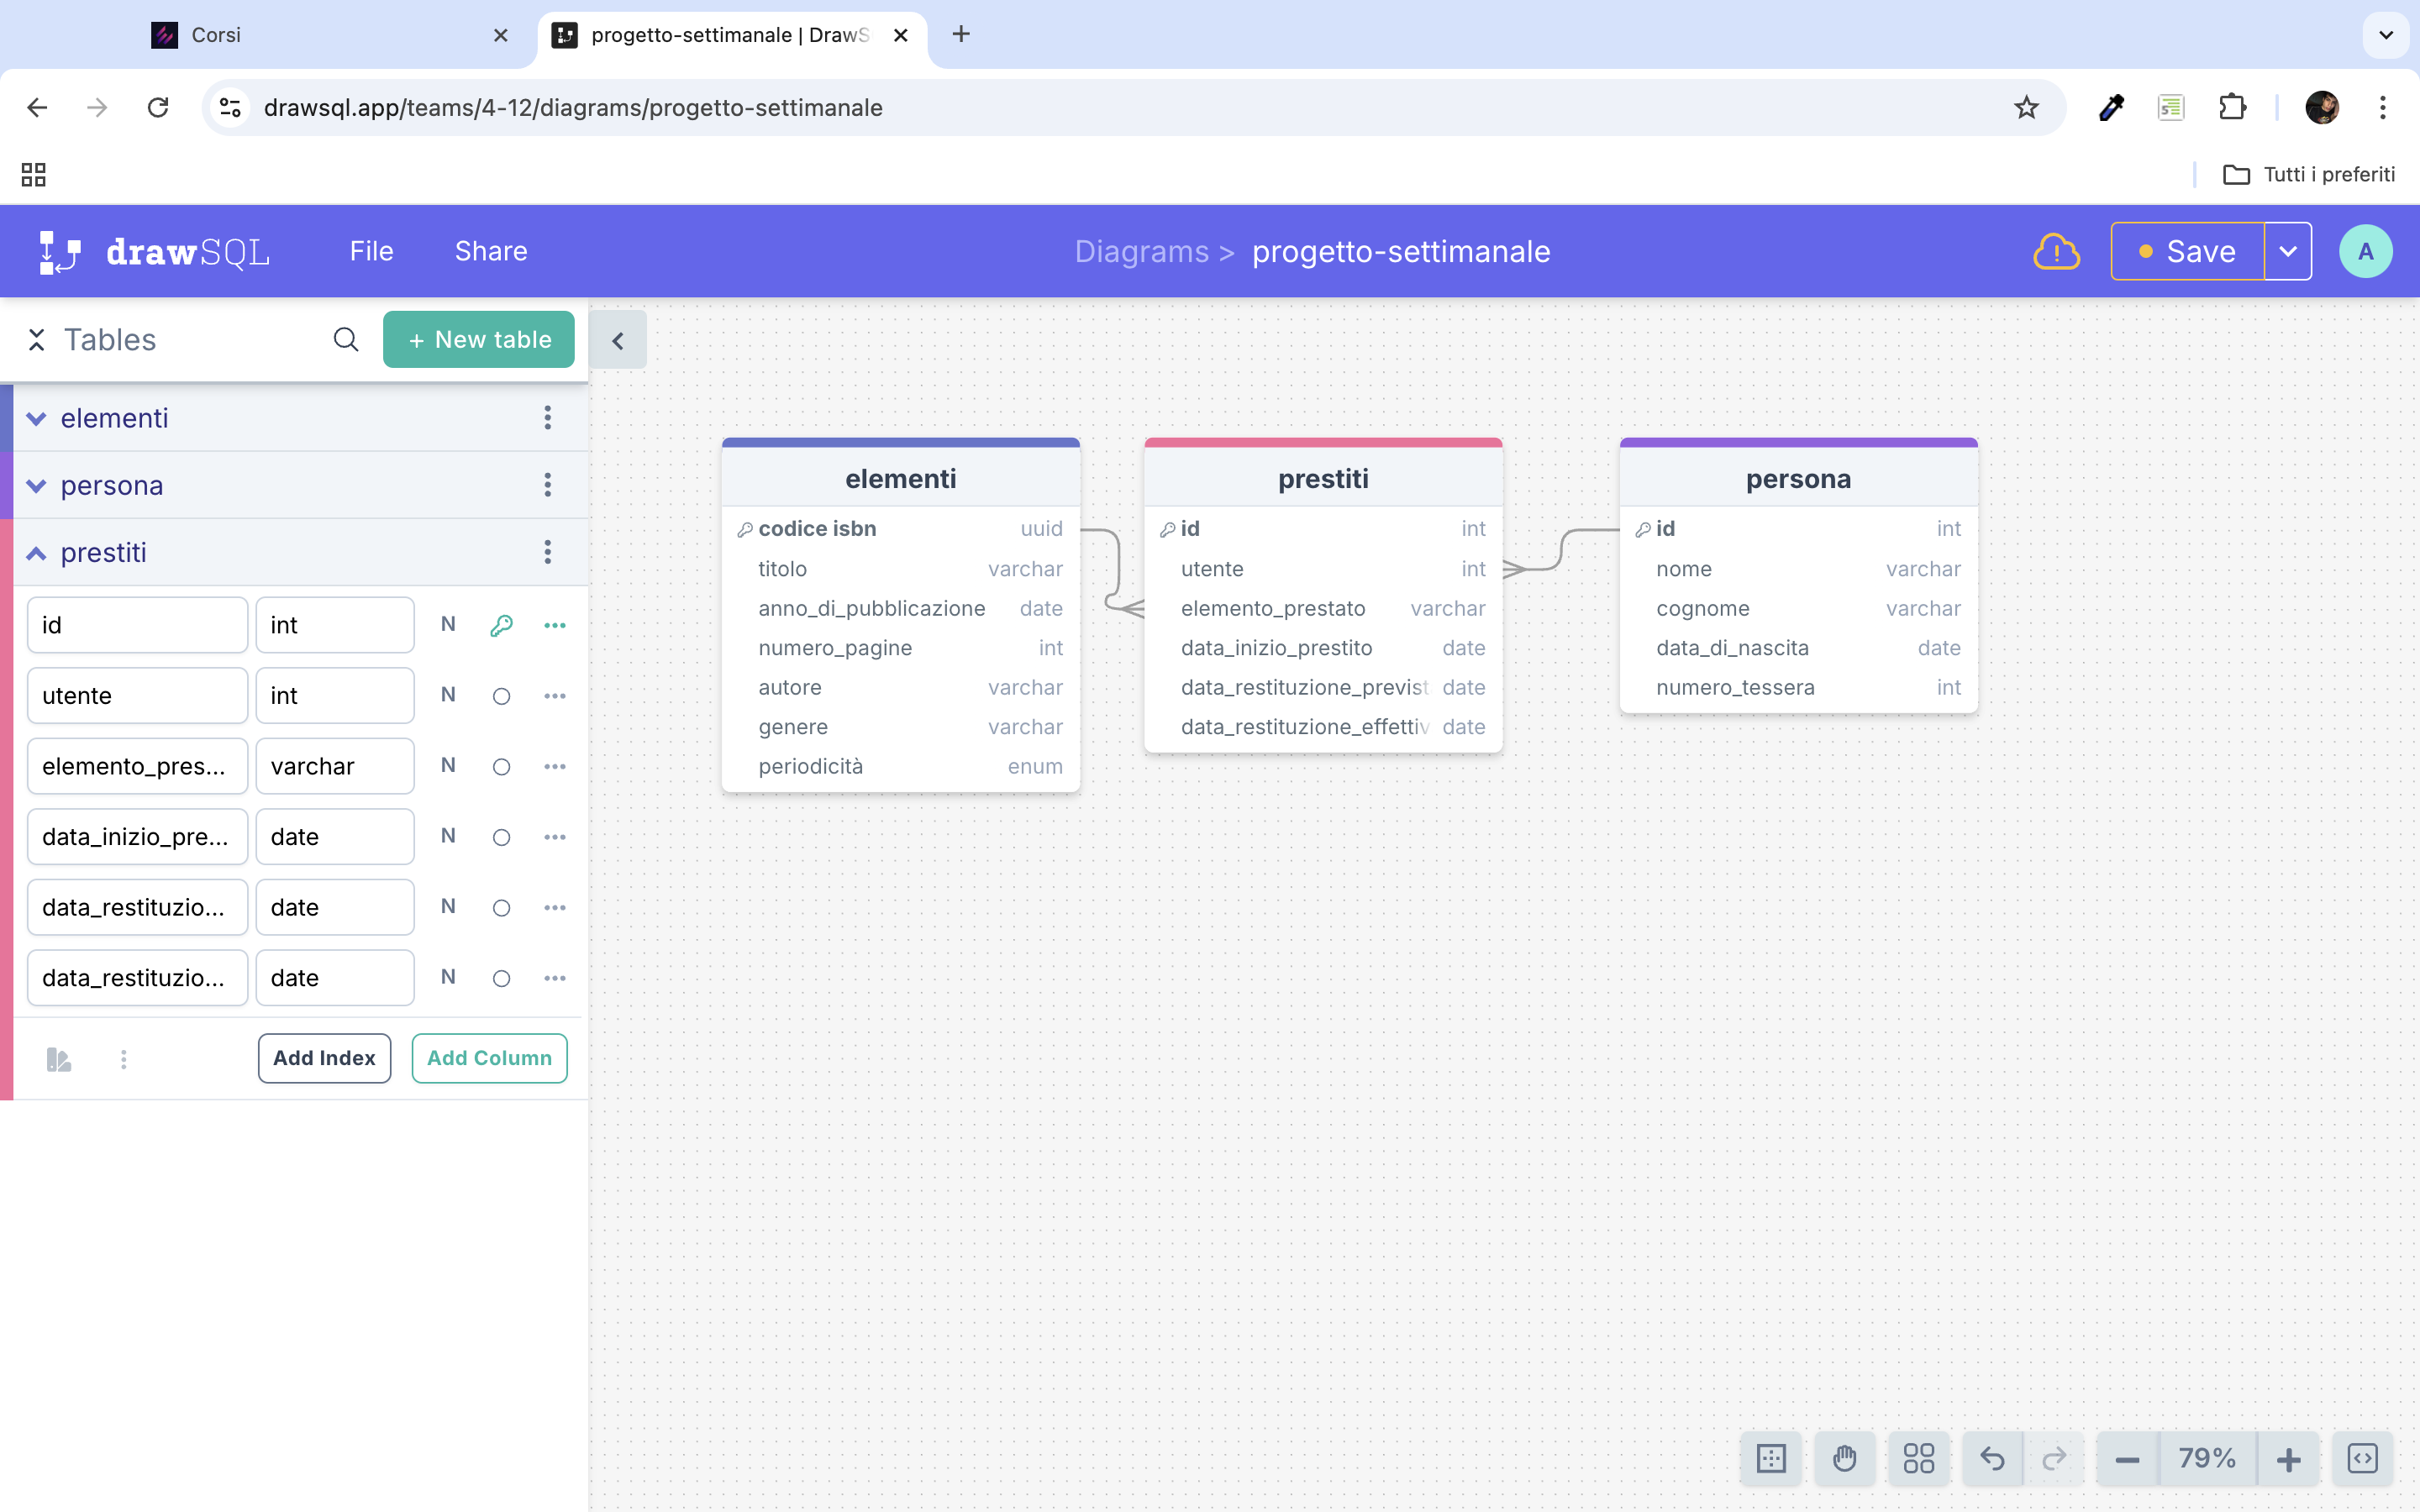 Corsi
progetto-settimanale | DrawS
drawsql.app/teams/4-12/diagrams/progetto-settimanale
Tutti i preferiti
drawSQL File Share
Diagrams > progetto-settimanale
Save
A
Tables
+ New table
elementi
persona
prestiti
id int N
utente int N
elemento_pres... varchar N
data_inizio_pre... date N
data_restituzio... date N
data_restituzio... date N
Add Index Add Column
elementi
codice isbn uuid
titolo varchar
anno_di_pubblicazione date
numero_pagine int
autore varchar
genere varchar
periodicità enum
prestiti
id int
utente int
elemento_prestato varchar
data_inizio_prestito date
data_restituzione_previst date
data_restituzione_effettiv date
persona
id int
nome varchar
cognome varchar
data_di_nascita date
numero_tessera int
79%